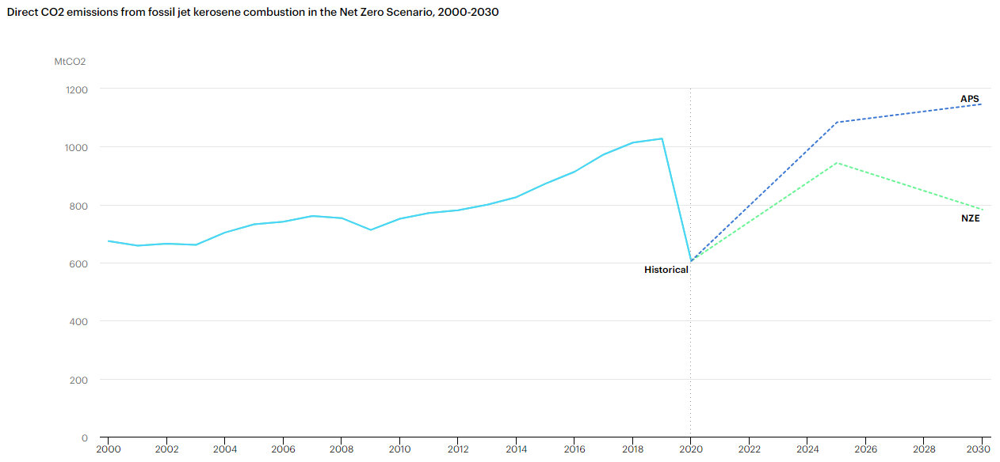 Direct CO2 emissions from fossil jet kerosene combustion in the Net Zero Scenario, 2000-2030
MtCO2
1200
APS
1000
800
NZE
600
Historical
400
200
0
2000 2002 2004 2006 2008 2010 2012 2014 2016 2018 2020 2022 2024 2026 2028 2030